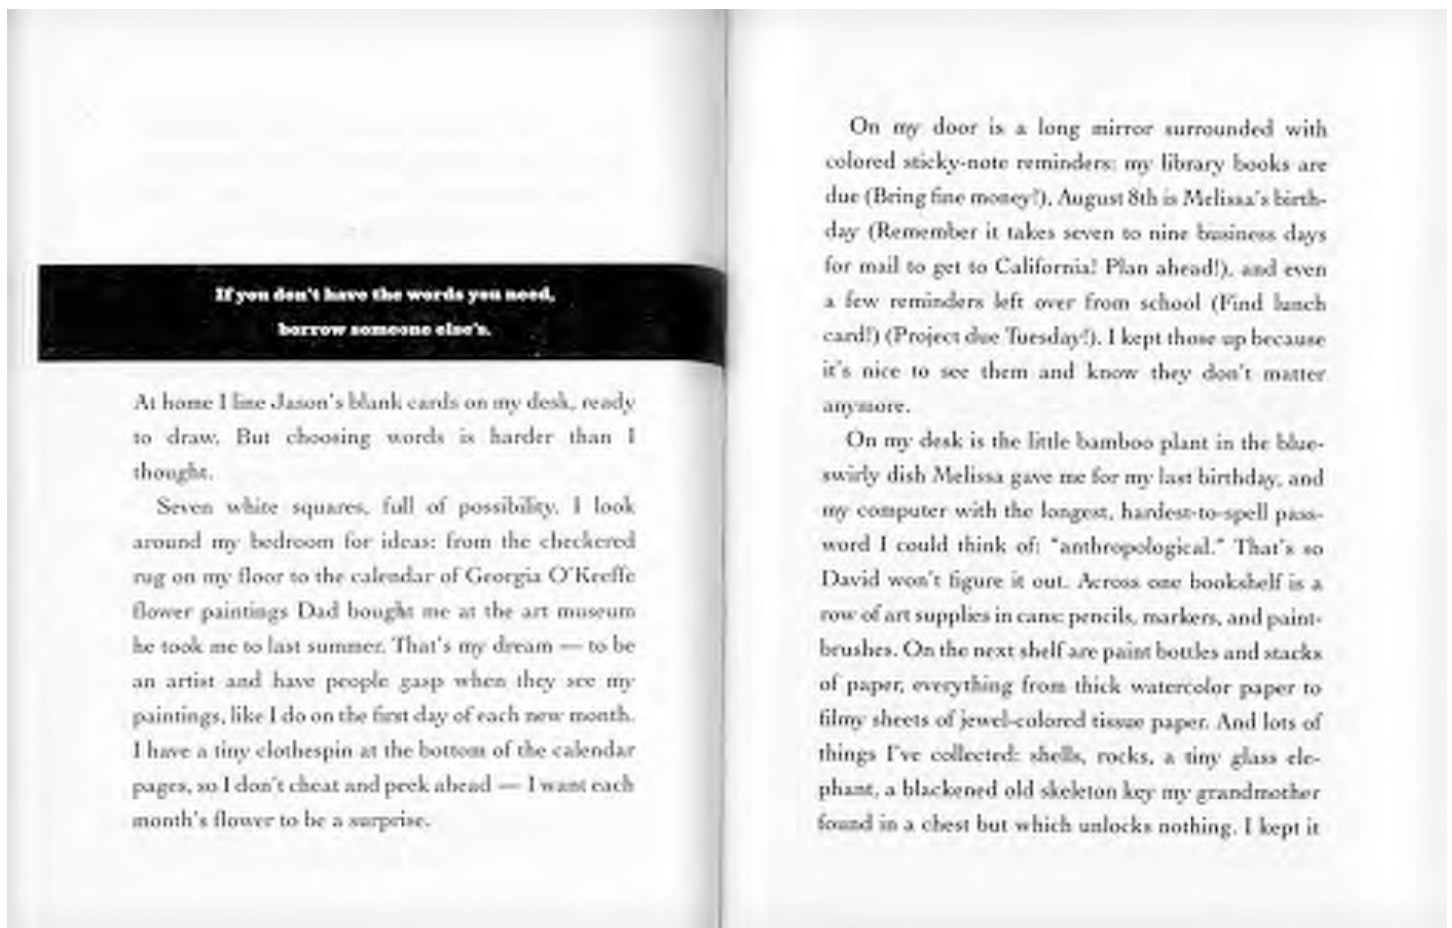 If you don't have the words you need,
borrow someone else's.
At home I line Jason's blank cards on my desk, ready
to draw. But choosing words is harder than I
thought.
Seven white squares, full of possibility. I look
around my bedroom for ideas: from the checkered
rug on my floor to the calendar of Georgia O'Keeffe
flower paintings Dad bought me at the art museum
he took me to last summer. That's my dream — to be
an artist and have people gasp when they see my
paintings, like I do on the first day of each new month.
I have a tiny clothespin at the bottom of the calendar
pages, so I don't cheat and peek ahead — I want each
month's flower to be a surprise.
On my door is a long mirror surrounded with
colored sticky-note reminders: my library books are
due (Bring fine money!), August 8th is Melissa's birth-
day (Remember it takes seven to nine business days
for mail to get to California! Plan ahead!), and even
a few reminders left over from school (Find lunch
card!) (Project due Tuesday!). I kept those up because
it's nice to see them and know they don't matter
anymore.
On my desk is the little bamboo plant in the blue-
swirly dish Melissa gave me for my last birthday, and
my computer with the longest, hardest-to-spell pass-
word I could think of: "anthropological." That's so
David won't figure it out. Across one bookshelf is a
row of art supplies in cans: pencils, markers, and paint-
brushes. On the next shelf are paint bottles and stacks
of paper, everything from thick watercolor paper to
filmy sheets of jewel-colored tissue paper. And lots of
things I've collected: shells, rocks, a tiny glass ele-
phant, a blackened old skeleton key my grandmother
found in a chest but which unlocks nothing. I kept it